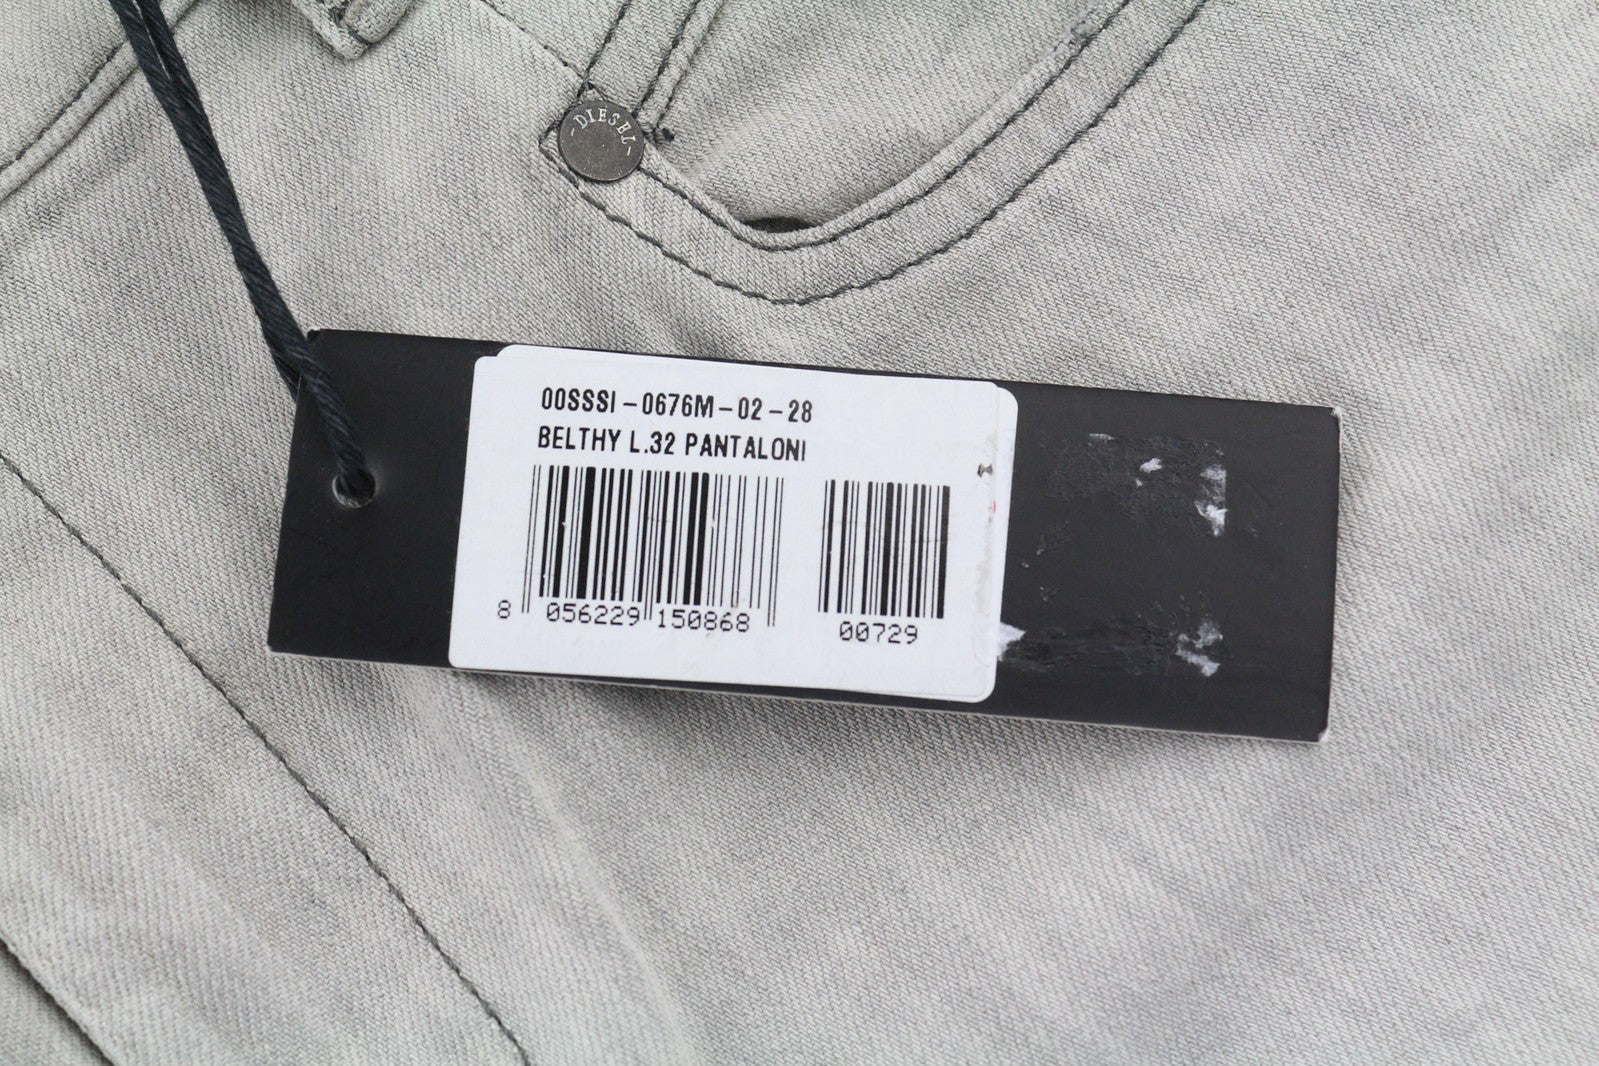 -DIESEL-
00SSSI-0676M-02-28
BELTHY L.32 PANTALONI
8 056229 150868 00729